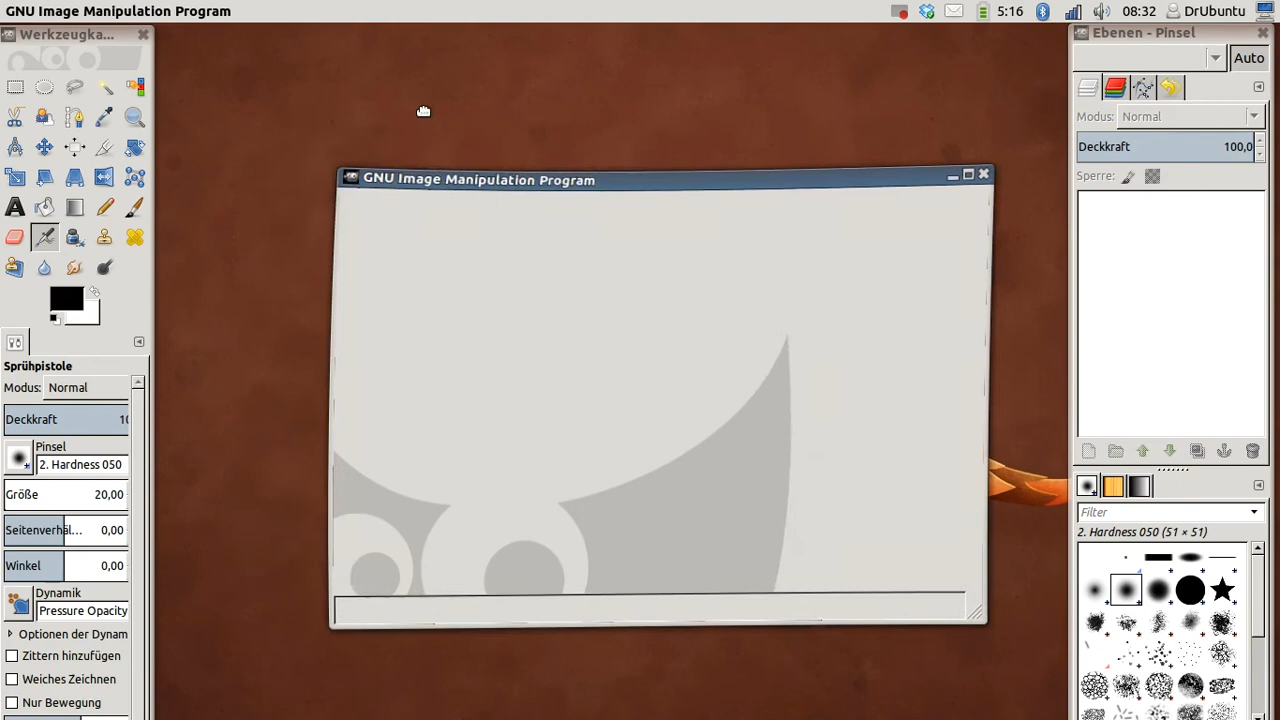 GNU Image Manipulation Program
5:16
08:32
DrUbuntu
Werkzeugka...
Sprühpistole
Modus: Normal
Deckkraft 10
Pinsel
2. Hardness 050
Größe 20,00
Seitenverhäl... 0,00
Winkel 0,00
Dynamik
Pressure Opacity
Optionen der Dynam
Zittern hinzufügen
Weiches Zeichnen
Nur Bewegung
GNU Image Manipulation Program
Ebenen - Pinsel
Auto
Modus: Normal
Deckkraft 100,0
Sperre:
Filter
2. Hardness 050 (51 × 51)